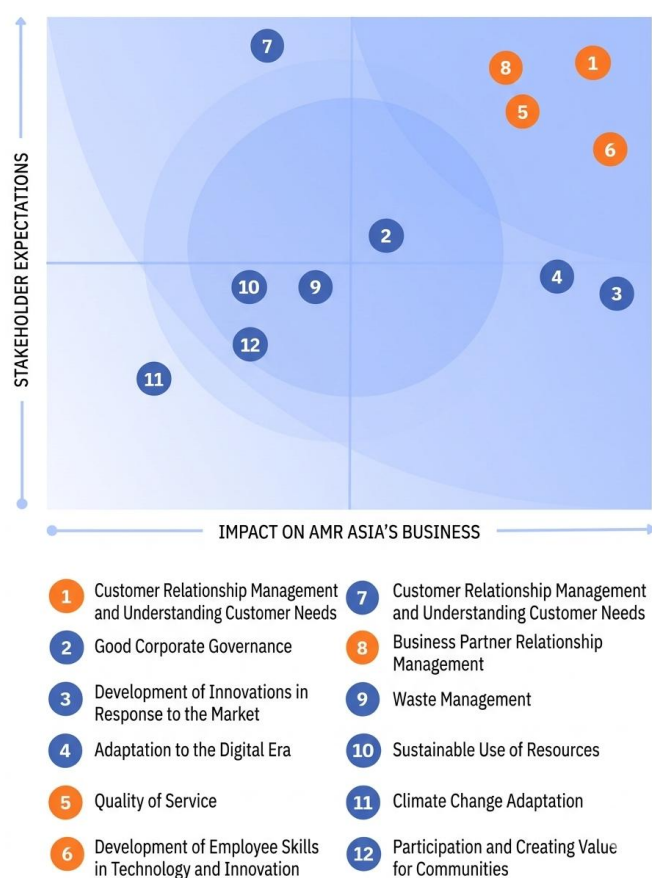 7
8
1
5
6
2
4
3
10
9
12
11
STAKEHOLDER EXPECTATIONS
IMPACT ON AMR ASIA'S BUSINESS
1 Customer Relationship Management
and Understanding Customer Needs
2 Good Corporate Governance
3 Development of Innovations in
Response to the Market
4 Adaptation to the Digital Era
5 Quality of Service
6 Development of Employee Skills
in Technology and Innovation
7 Customer Relationship Management
and Understanding Customer Needs
8 Business Partner Relationship
Management
9 Waste Management
10 Sustainable Use of Resources
11 Climate Change Adaptation
12 Participation and Creating Value
for Communities